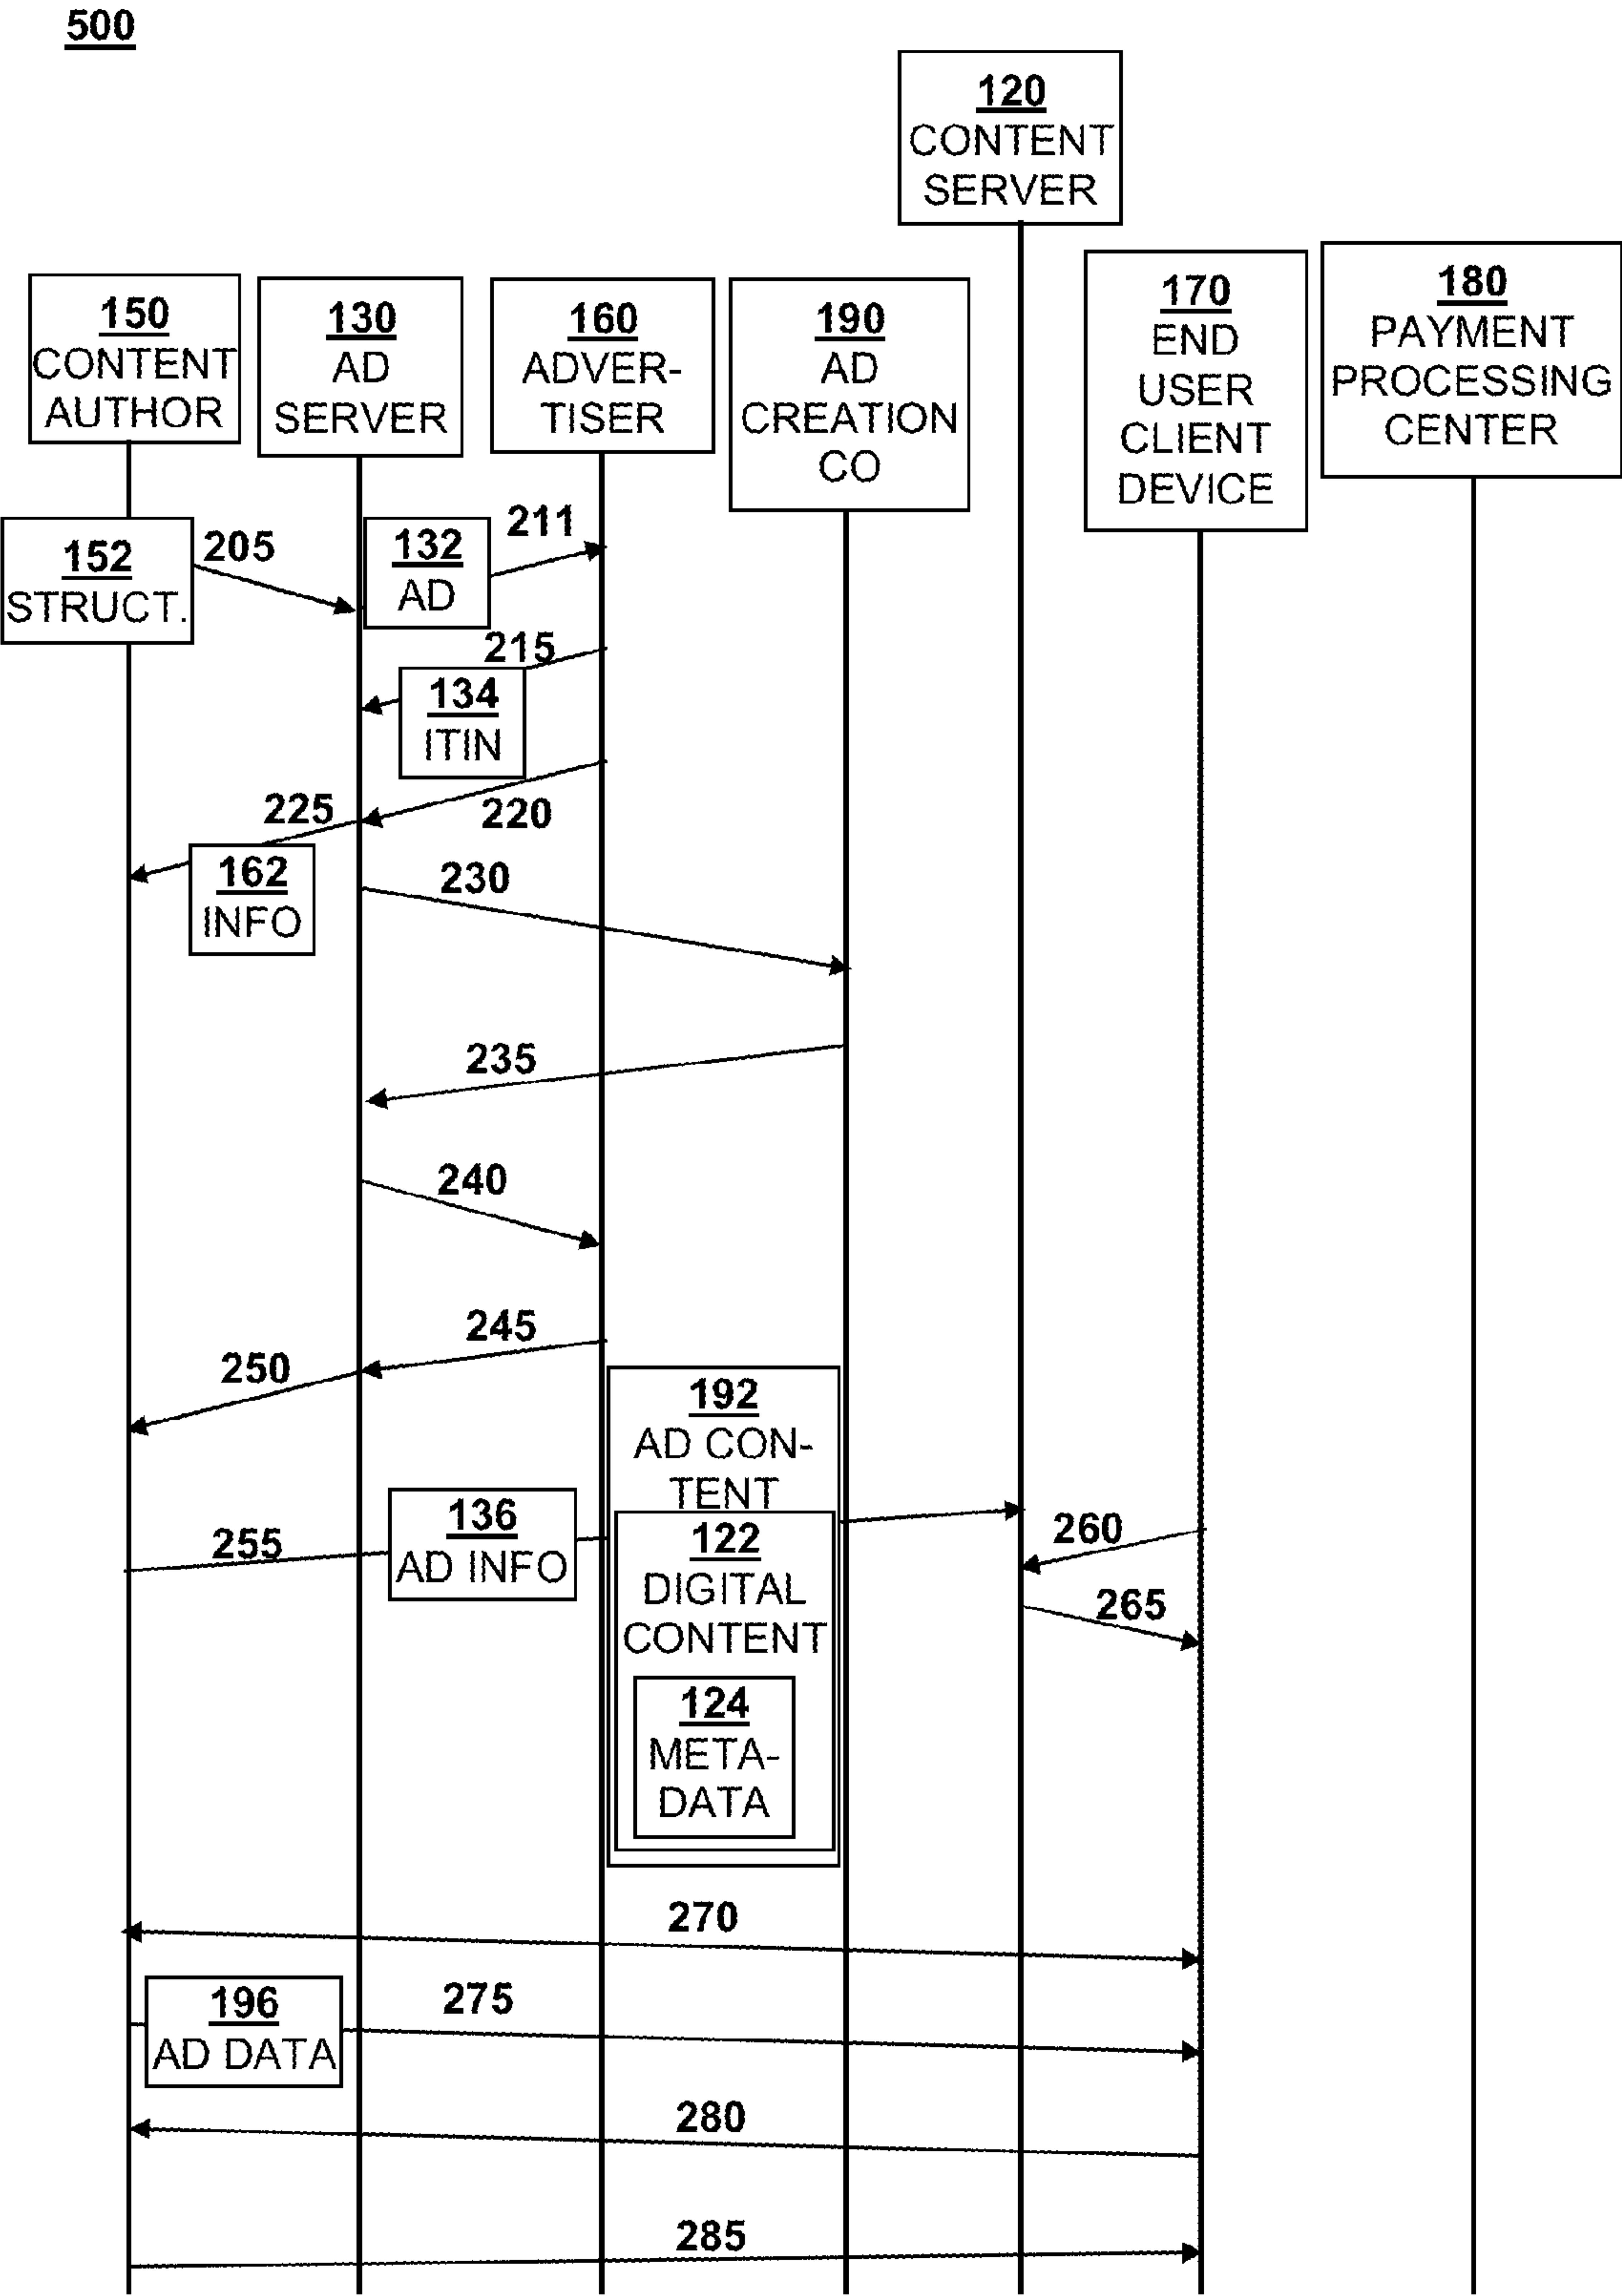 500
120
CONTENT
SERVER
150
CONTENT
AUTHOR
130
AD
SERVER
160
ADVER-
TISER
190
AD
CREATION
CO
170
END
USER
CLIENT
DEVICE
180
PAYMENT
PROCESSING
CENTER
152
STRUCT.
205
132
AD
211
215
134
ITIN
220
225
162
INFO
230
235
240
245
250
192
AD CON-
TENT
255
136
AD INFO
122
DIGITAL
CONTENT
260
265
124
META-
DATA
270
196
AD DATA
275
280
285